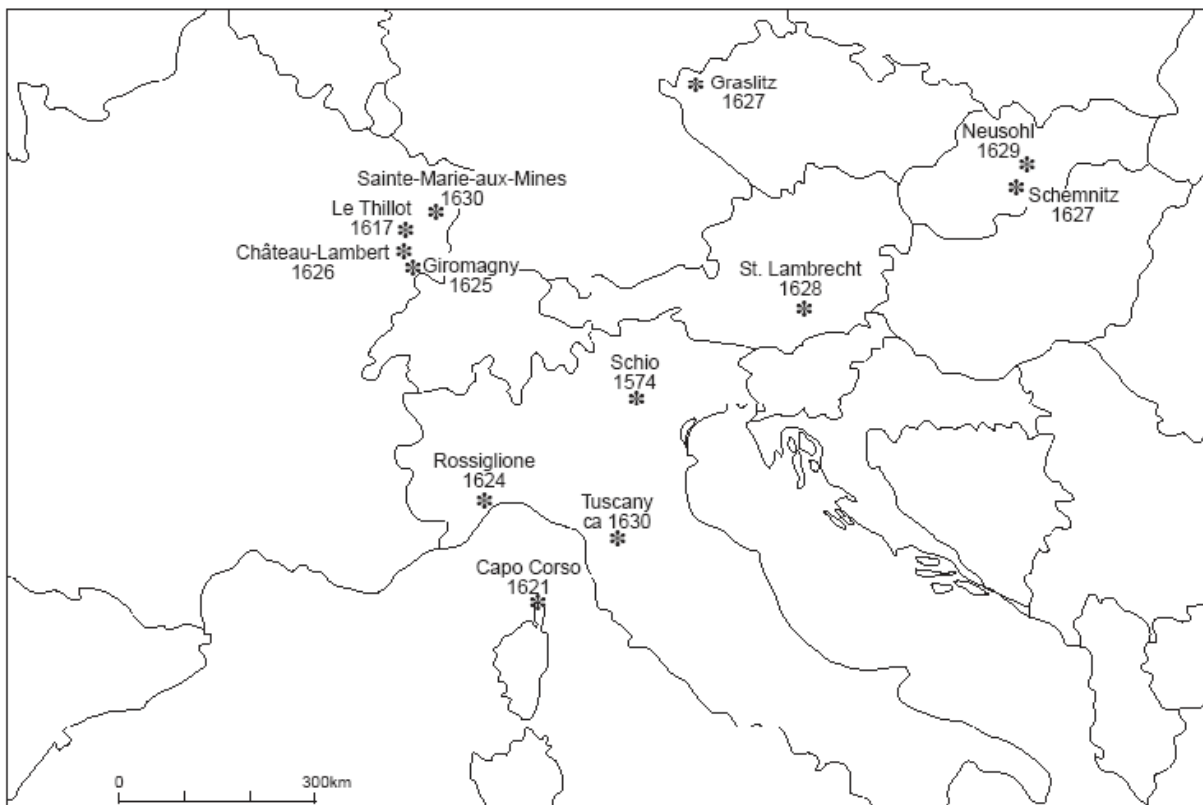 Graslitz
1627
Neusohl
1629
Schemnitz
1627
Sainte-Marie-aux-Mines
1630
Le Thillot
1617
Château-Lambert
1626
Giromagny
1625
St. Lambrecht
1628
Schio
1574
Rossiglione
1624
Tuscany
ca 1630
Capo Corso
1621
0 300km